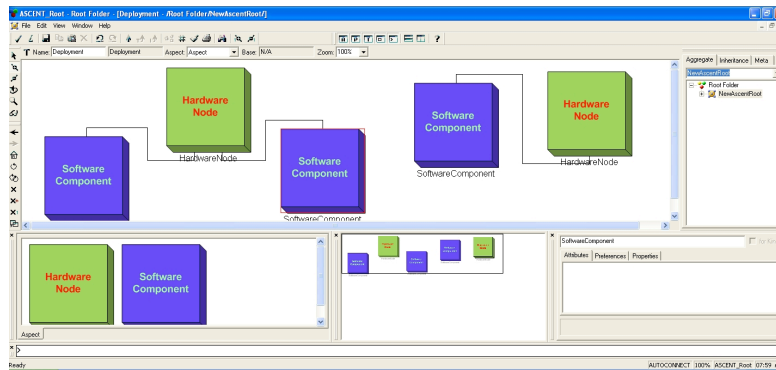 ASCENT_Root - Root Folder - [Deployment - /Root Folder/NewAscentRoot/]
File Edit View Window Help
Name: Deployment Deployment Aspect: Aspect Base: N/A Zoom: 100%
Aggregate Inheritance Meta
NewAscentRoot
Root Folder
NewAscentRoot
Hardware
Node
HardwareNode
Software
Component
Software
Component
SoftwareComponent
Software
Component
SoftwareComponent
Hardware
Node
HardwareNode
Hardware
Node
Software
Component
Aspect
SoftwareComponent
Attributes Preferences Properties
>
Ready
AUTOCONNECT 100% ASCENT_Root 07:59